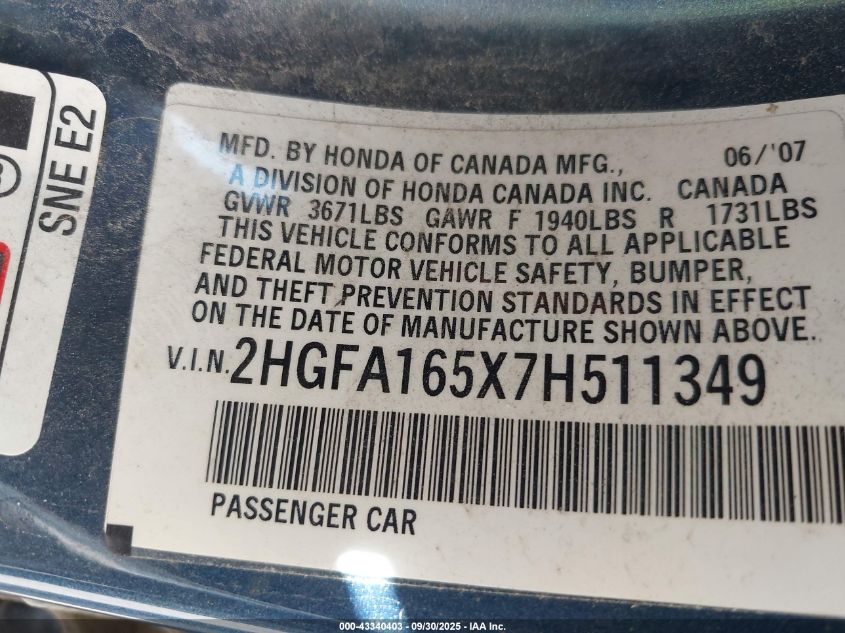 SNE E2
MFD. BY HONDA OF CANADA MFG., 06/'07
A DIVISION OF HONDA CANADA INC. CANADA
GVWR 3671LBS GAWR F 1940LBS R 1731LBS
THIS VEHICLE CONFORMS TO ALL APPLICABLE
FEDERAL MOTOR VEHICLE SAFETY, BUMPER,
AND THEFT PREVENTION STANDARDS IN EFFECT
ON THE DATE OF MANUFACTURE SHOWN ABOVE.
V.I.N. 2HGFA165X7H511349
PASSENGER CAR
000-43340403 - 09/30/2025 - IAA Inc.